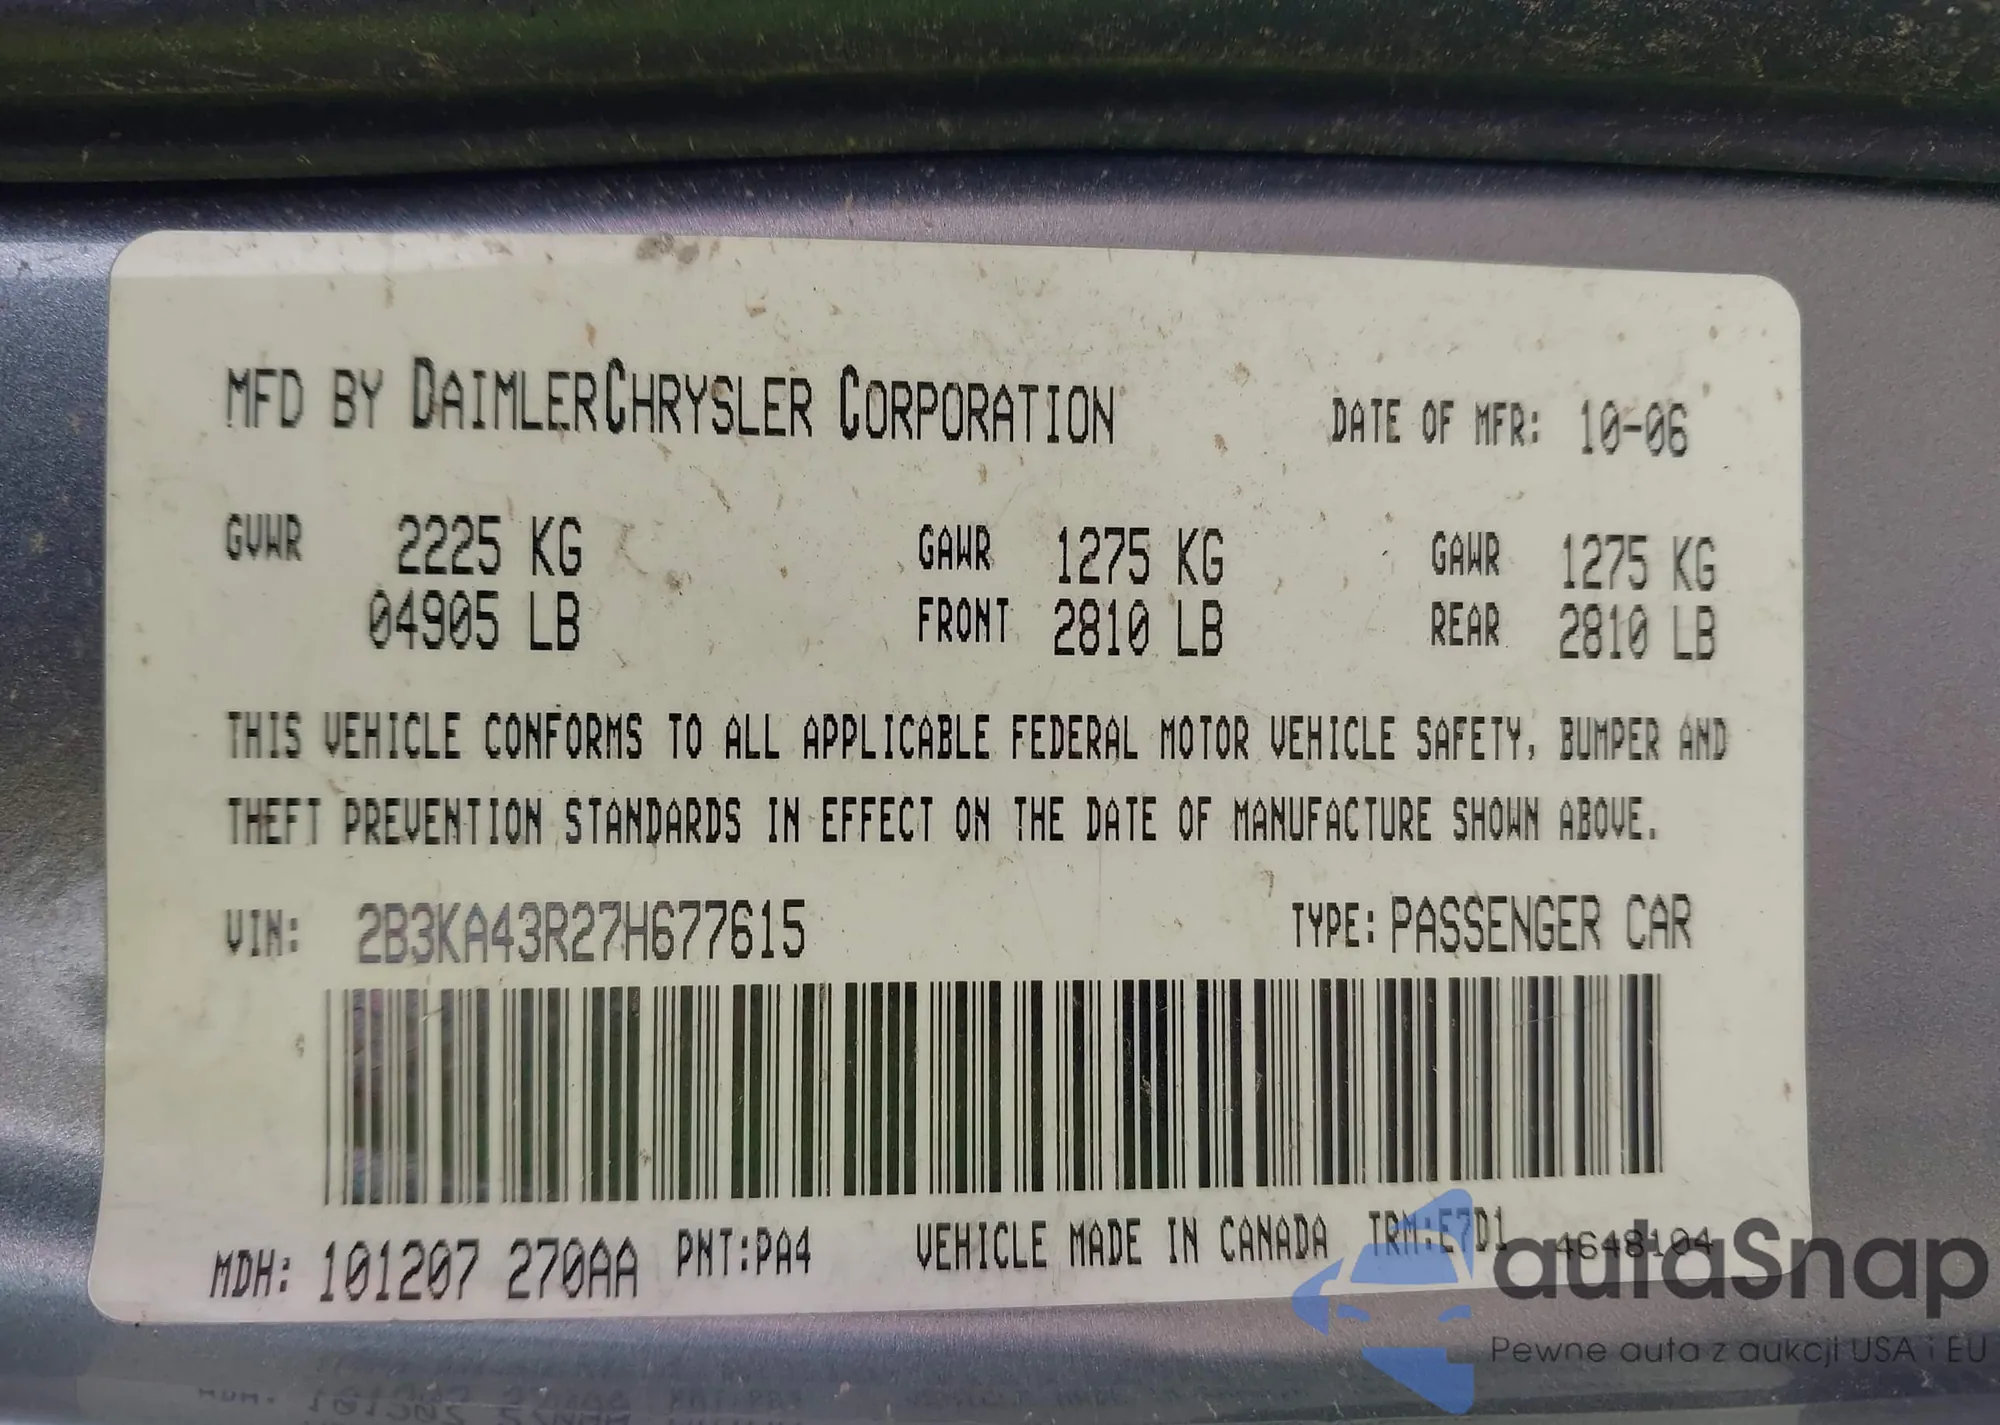 MFD BY DAIMLERCHRYSLER CORPORATION DATE OF MFR: 10-06
GVWR 2225 KG GAWR 1275 KG GAWR 1275 KG
04905 LB FRONT 2810 LB REAR 2810 LB
THIS VEHICLE CONFORMS TO ALL APPLICABLE FEDERAL MOTOR VEHICLE SAFETY, BUMPER AND
THEFT PREVENTION STANDARDS IN EFFECT ON THE DATE OF MANUFACTURE SHOWN ABOVE.
VIN: 2B3KA43R27H677615 TYPE: PASSENGER CAR
MDH: 101207 270AA PNT:PA4 VEHICLE MADE IN CANADA TRM:E7D1 4648104
autaSnap
Pewne auta z aukcji USA i EU